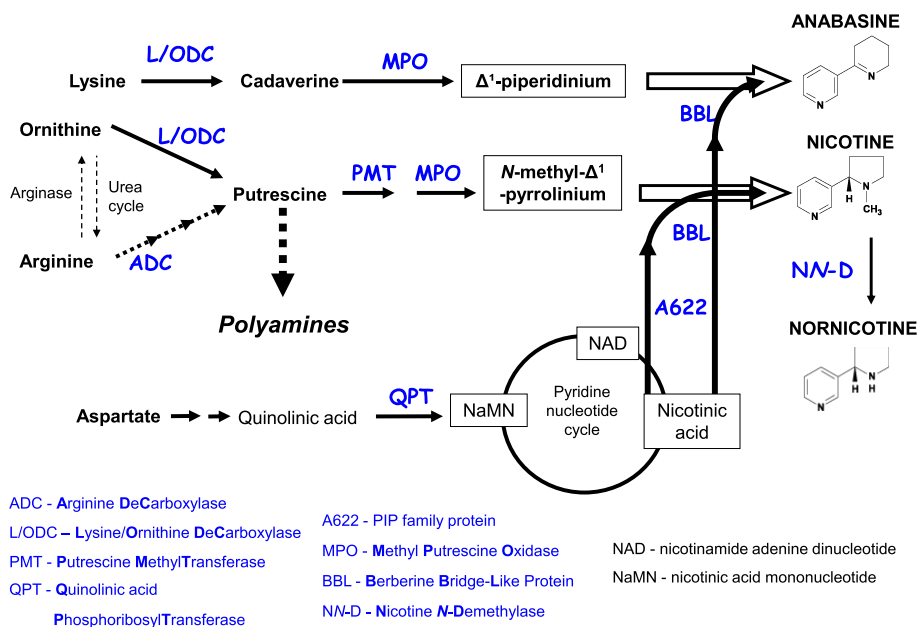 ANABASINE
L/ODC
MPO
Lysine
Cadaverine
Δ¹-piperidinium
N
N
BBL
Ornithine
L/ODC
NICOTINE
Arginase
Urea
cycle
Putrescine
PMT
MPO
N-methyl-Δ¹
-pyrrolinium
N
H
N
CH₃
BBL
Arginine
ADC
NN-D
A622
Polyamines
NORNICOTINE
NAD
N
H
H
N
QPT
Pyridine
nucleotide
cycle
Aspartate
Quinolinic acid
NaMN
Nicotinic
acid
ADC - Arginine DeCarboxylase
L/ODC – Lysine/Ornithine DeCarboxylase
PMT - Putrescine MethylTransferase
QPT - Quinolinic acid
PhosphoribosylTransferase
A622 - PIP family protein
MPO - Methyl Putrescine Oxidase
BBL - Berberine Bridge-Like Protein
NN-D - Nicotine N-Demethylase
NAD - nicotinamide adenine dinucleotide
NaMN - nicotinic acid mononucleotide